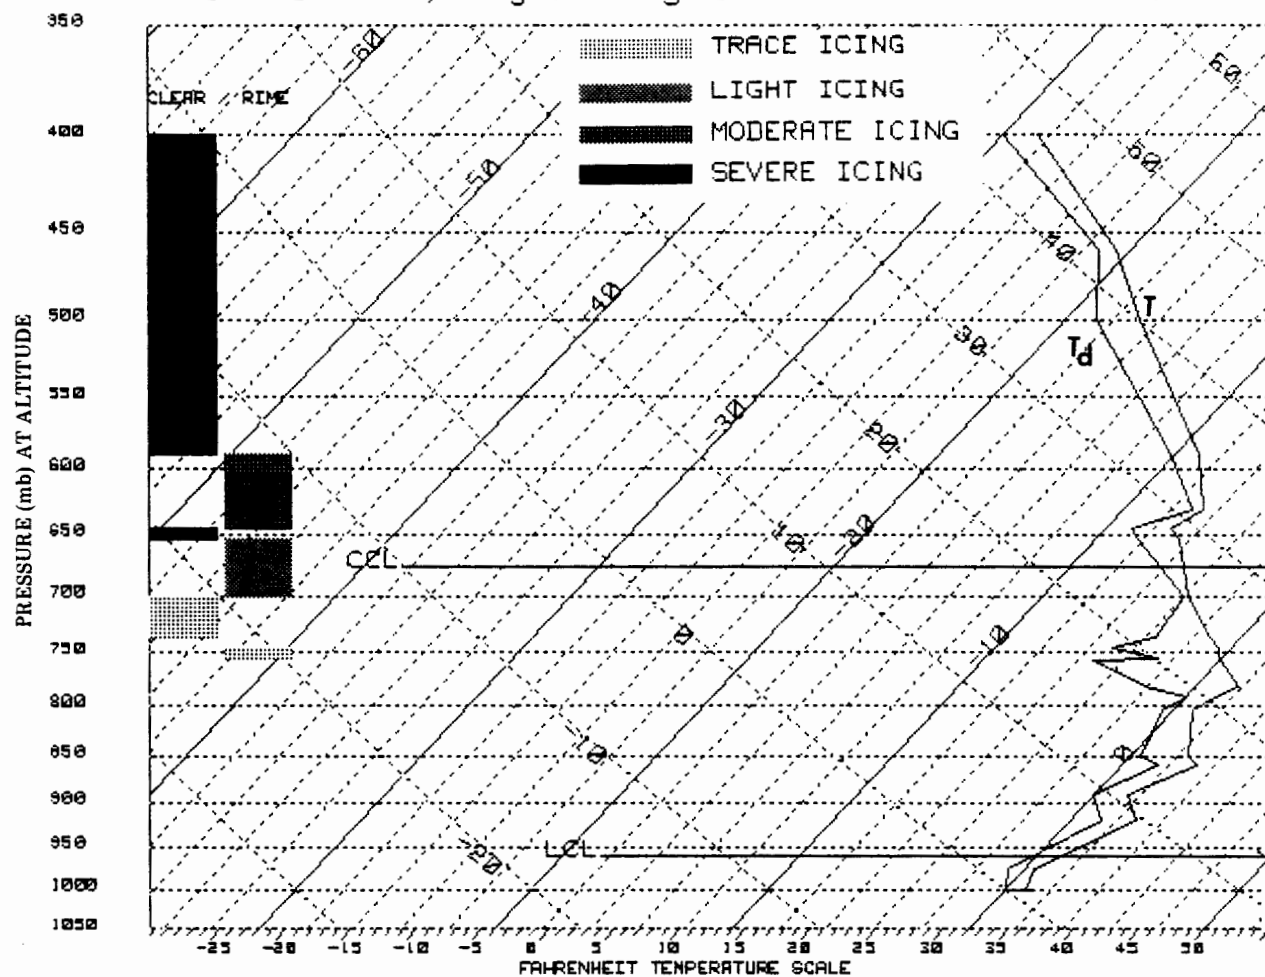 350
-60
TRACE ICING
60
CLEAR RIME
LIGHT ICING
400
MODERATE ICING
50
-50
SEVERE ICING
450
40
-40
500
T
30
Td
550
-30
20
600
650
10
-20
CCL
700
0
-10
750
800
850
-10
0
900
950
LCL
-20
1000
1050
-25 -20 -15 -10 -5 0 5 10 15 20 25 30 35 40 45 50
FAHRENHEIT TEMPERATURE SCALE
PRESSURE (mb) AT ALTITUDE